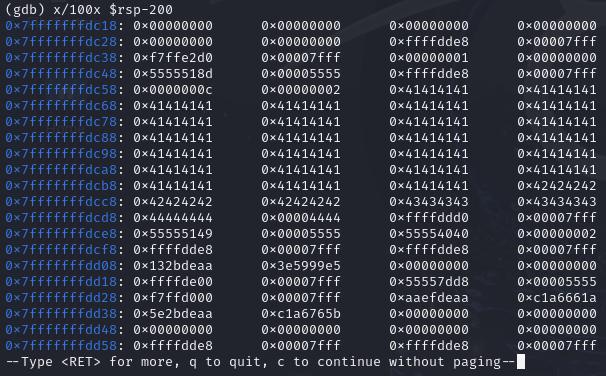 (gdb) x/100x $rsp-200
0x7fffffffdc18: 0x00000000 0x00000000 0x00000000 0x00000000
0x7fffffffdc28: 0x00000000 0x00000000 0xffffdde8 0x00007fff
0x7fffffffdc38: 0xf7ffe2d0 0x00007fff 0x00000001 0x00000000
0x7fffffffdc48: 0x5555518d 0x00005555 0xffffdde8 0x00007fff
0x7fffffffdc58: 0x0000000c 0x00000002 0x41414141 0x41414141
0x7fffffffdc68: 0x41414141 0x41414141 0x41414141 0x41414141
0x7fffffffdc78: 0x41414141 0x41414141 0x41414141 0x41414141
0x7fffffffdc88: 0x41414141 0x41414141 0x41414141 0x41414141
0x7fffffffdc98: 0x41414141 0x41414141 0x41414141 0x41414141
0x7fffffffdca8: 0x41414141 0x41414141 0x41414141 0x41414141
0x7fffffffdcb8: 0x41414141 0x41414141 0x41414141 0x42424242
0x7fffffffdcc8: 0x42424242 0x42424242 0x43434343 0x43434343
0x7fffffffdcd8: 0x44444444 0x00004444 0xffffddd0 0x00007fff
0x7fffffffdce8: 0x55555149 0x00005555 0x55554040 0x00000002
0x7fffffffdcf8: 0xffffdde8 0x00007fff 0xffffdde8 0x00007fff
0x7fffffffdd08: 0x132bdeaa 0x3e5999e5 0x00000000 0x00000000
0x7fffffffdd18: 0xffffde00 0x00007fff 0x55557dd8 0x00005555
0x7fffffffdd28: 0xf7ffd000 0x00007fff 0xaaefdeaa 0xc1a6661a
0x7fffffffdd38: 0x5e2bdeaa 0xc1a6765b 0x00000000 0x00000000
0x7fffffffdd48: 0x00000000 0x00000000 0x00000000 0x00000000
0x7fffffffdd58: 0xffffdde8 0x00007fff 0xffffdde8 0x00007fff
--Type <RET> for more, q to quit, c to continue without paging--